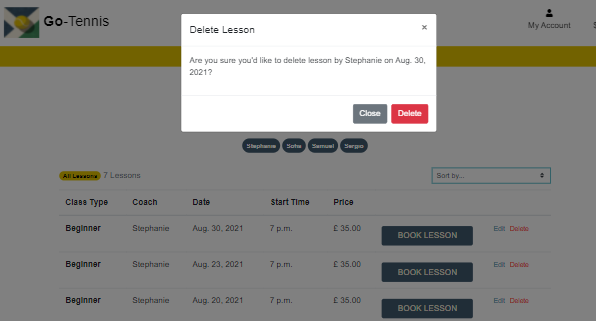 Go-Tennis
My Account
Delete Lesson ×
Are you sure you'd like to delete lesson by Stephanie on Aug. 30,
2021?
Close Delete
Stephanie Samuel Sergio
All Lessons 7 Lessons Sort by...
Class Type Coach Date Start Time Price
Beginner Stephanie Aug. 30, 2021 7 p.m. £ 35.00 BOOK LESSON Edit Delete
Beginner Stephanie Aug. 23, 2021 7 p.m. £ 35.00 BOOK LESSON Edit Delete
Beginner Stephanie Aug. 20, 2021 7 p.m. £ 35.00 BOOK LESSON Edit Delete